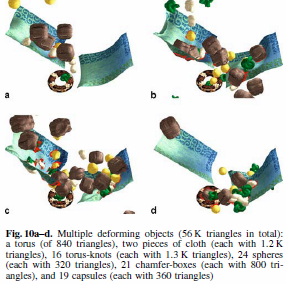 a
b
c
d
Fig. 10a–d. Multiple deforming objects (56 K triangles in total):
a torus (of 840 triangles), two pieces of cloth (each with 1.2 K
triangles), 16 torus-knots (each with 1.3 K triangles), 24 spheres
(each with 320 triangles), 21 chamfer-boxes (each with 800 tri-
angles), and 19 capsules (each with 360 triangles)